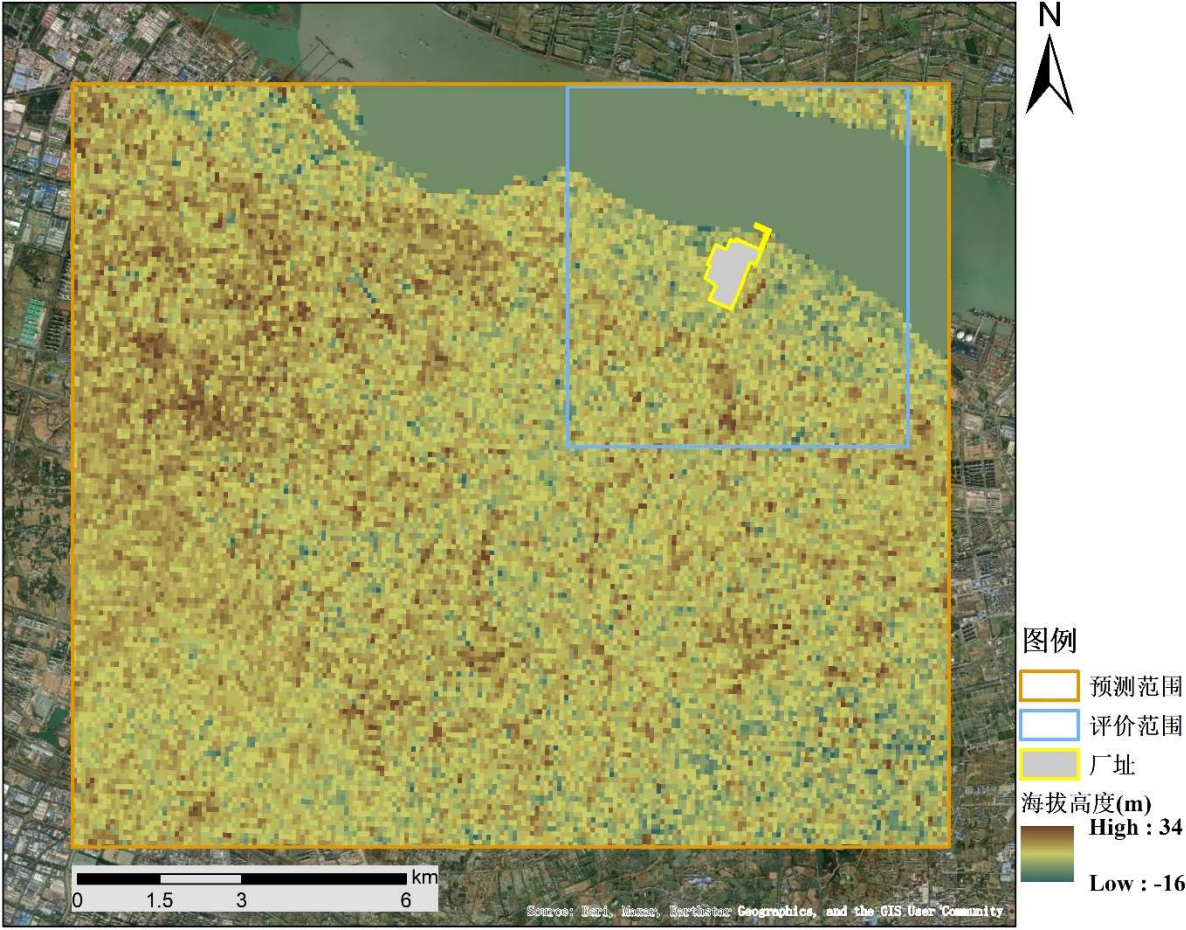 N
图例
预测范围
评价范围
厂址
海拔高度(m)
High : 34
Low : -16
km
0 1.5 3 6
Source: Esri, Maxar, Earthstar Geographics, and the GIS User Community